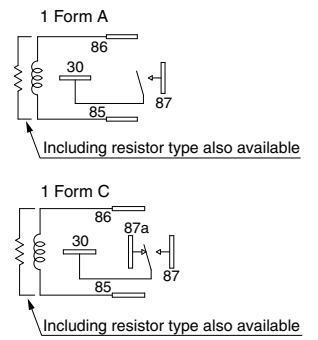 1 Form A
86
30
85
87
Including resistor type also available
1 Form C
86
87a
30
85
87
Including resistor type also available